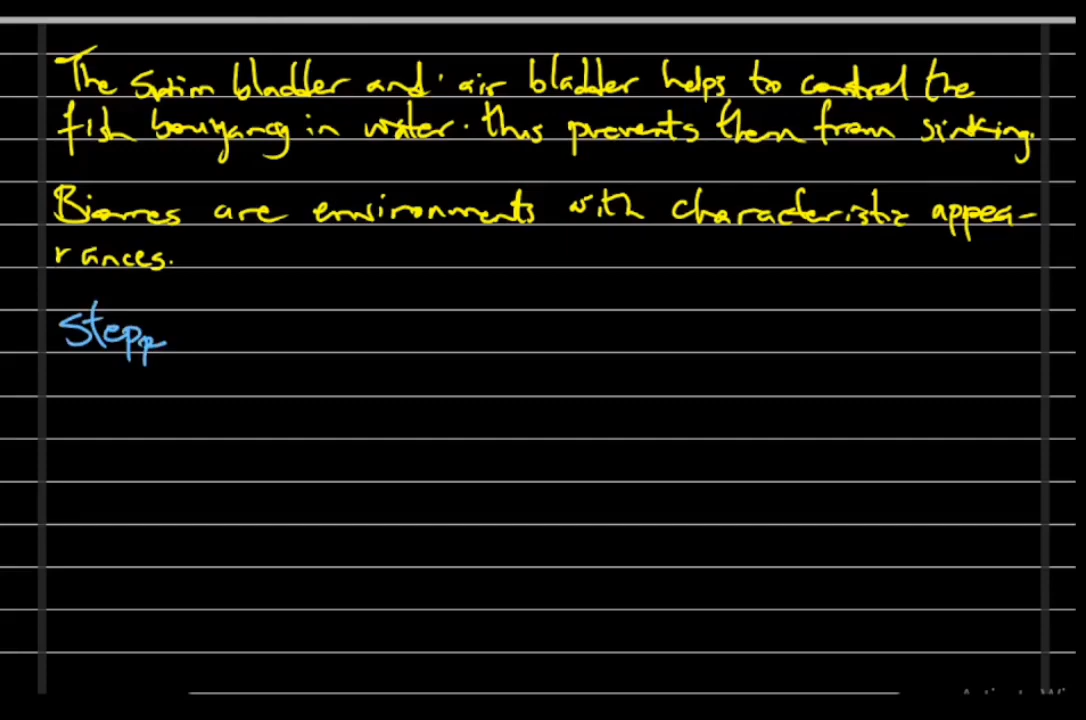 The swim bladder and air bladder helps to control the
fish bouyancy in water. thus prevents them from sinking.
Biomes are environments with characteristic appea-
rances.
Stepp